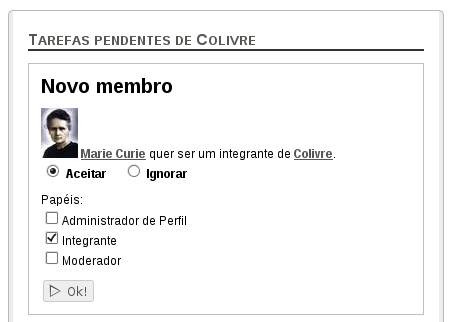 Tarefas pendentes de Colivre
Novo membro
Marie Curie quer ser um integrante de Colivre.
Aceitar Ignorar
Papéis:
Administrador de Perfil
Integrante
Moderador
Ok!